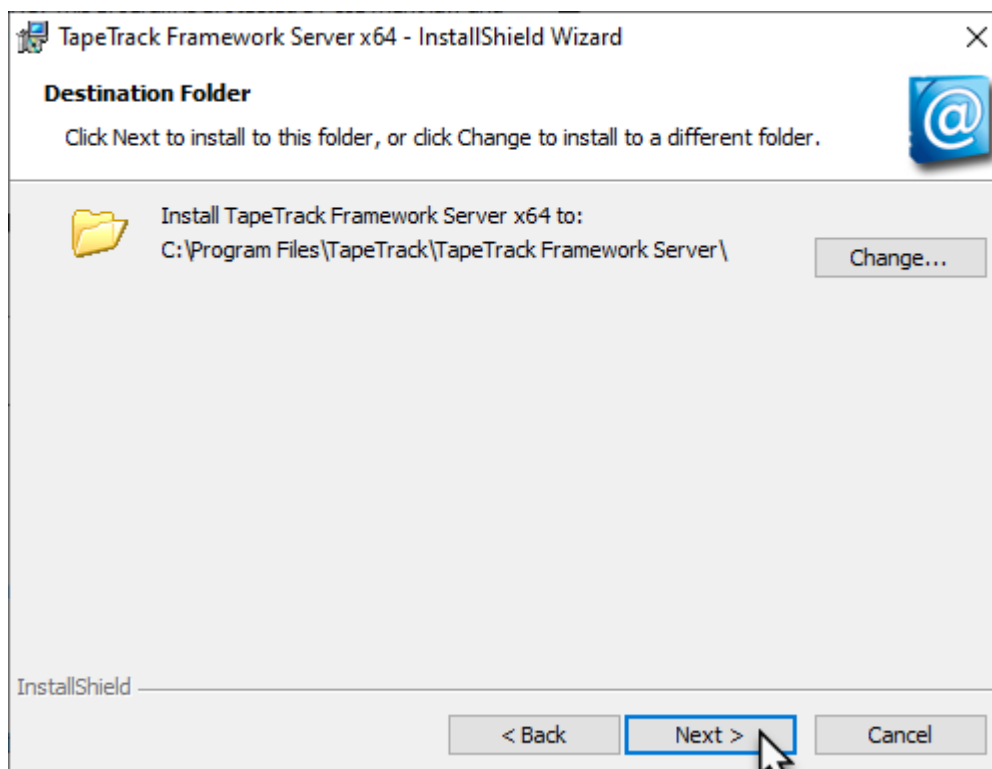 TapeTrack Framework Server x64 - InstallShield Wizard
Destination Folder
Click Next to install to this folder, or click Change to install to a different folder.
@
Install TapeTrack Framework Server x64 to:
C:\Program Files\TapeTrack\TapeTrack Framework Server\
Change...
InstallShield
< Back
Next >
Cancel